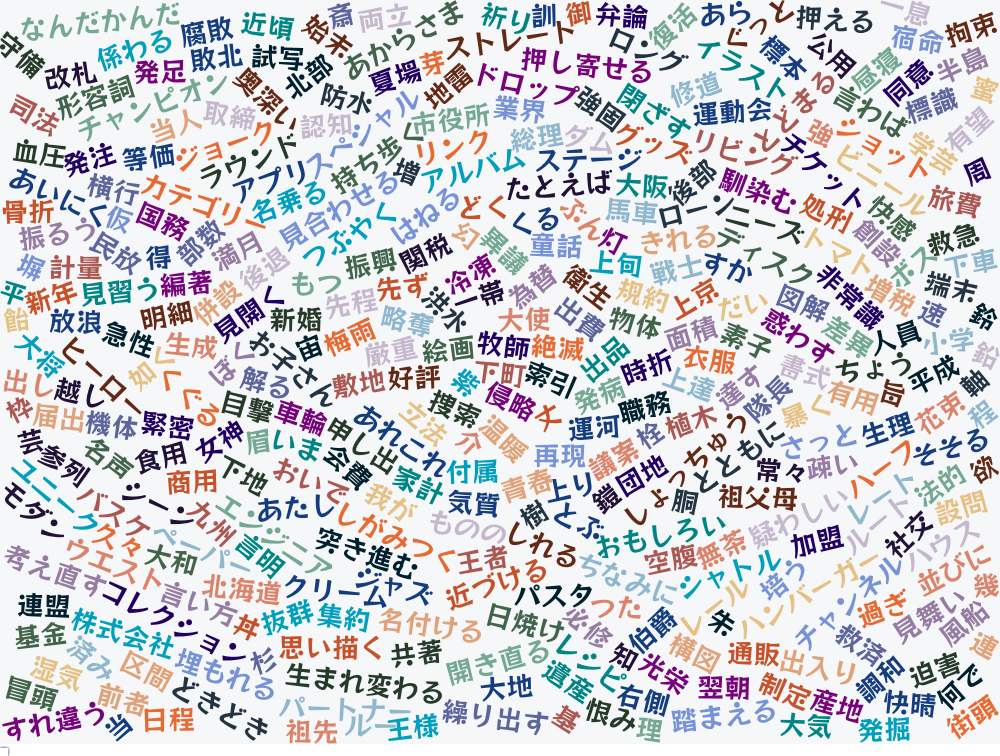 なんだかんだ
係わる
腐敗
近頃
始末
斎
両立
あからさま
祈り
訓
御
弁論
復活
あら
じっと
押える
一息
宿命
拘束
守備
改札
発足
敗北
試写
北部
夏場
芽
ストレート
ロング
イラスト
標本
公用
昼寝
同意
半島
形容詞
チャンピオン
奥深い
防水
スペシャル
地雷
ドロップ
押し寄せる
強固
閉ざす
修道
運動会
とまる
言わば
標識
蜜
司法
当人
取締
認知
市役所
業界
総理
ダム
グッズ
リビング
強
ショット
学芸
有望
血圧
発注
等価
ジョーク
ラウンド
アプリ
持ち歩く
リンク
アルバム
ステージ
チケット
ビニール
周
あいにく
横行
カテゴリー
名乗る
見合わせる
増
たとえば
大阪
後部
馴染む
処刑
快感
旅費
骨折
仮
国務
部数
満月
つぶやく
はねる
どく
くる
ぶん
灯
馬車
ローン
ニーズ
創設
救急
振るう
民放
得
後退
もつ
振興
関税
幻
異議
童話
上旬
きれる
ディスク
トマト
ボス
下車
堀
計量
編著
併設
見開く
先程
先ず
洪水
冷凍
一帯
為替
衛生
戦士
すか
非常識
増税
端末
平
新年
見習う
明細
新婚
略奪
大使
出費
規約
上京
だい
図解
差異
速
鈴
飴
放浪
急性
生成
お子さん
宙
梅雨
厳重
絵画
牧師
絶滅
出品
物体
面積
素子
惑わす
人員
小学
鉛
大将
ヒーロー
如く
くぐる
解る
敷地
好評
紫
下町
索引
発病
時折
衣服
書式
ちょう
平成
軸
出し
越し
目撃
車輪
申し出
あれこれ
立法
捜索
侵略
丈
運河
職務
上達
達す
隊長
暴く
有用
旨
花束
程
枠
届出
機体
緊密
女神
眉
いま
会費
家計
介
温暖
再現
議案
栓
植木
しょっちゅう
ともに
さっと
生理
そそる
芸
参列
名声
食用
下地
おいで
付属
気質
青春
上り
鎧
団地
胴
と
祖父母
常々
疎い
ハーフ
法的
欲
ユニーク
モダン
バスケ
ジーン
商用
九州
エンジニア
あたし
我が
しがみつく
ものの
樹
とぶ
しれる
おもしろい
空腹
無茶
疑わしい
レート
設問
久々
ペーパー
言明
突き進む
王者
近づける
ちなみに
シャトル
加盟
ルーム
社交
ハウス
考え直す
ウエスト
大和
言い方
北海道
クリーム
ジャズ
パスタ
つた
培う
ハンバーガー
チャンネル
並びに
幾
連盟
コレクション
丼
抜群
集約
名付ける
日焼け
必修
伯爵
朱
過ぎ
見舞い
風船
基金
株式会社
杉
思い描く
共著
開き直る
レシピ
知
光栄
構図
通販
出入り
救済
調和
迫害
連
湿気
済み
区間
埋もれる
生まれ変わる
大地
遺産
右側
翌朝
制定
産地
快晴
何で
冒頭
前者
どきどき
パートナー
ルー
繰り出す
基
恨み
理
踏まえる
大気
発掘
街頭
すれ違う
当
日程
祖先
王様